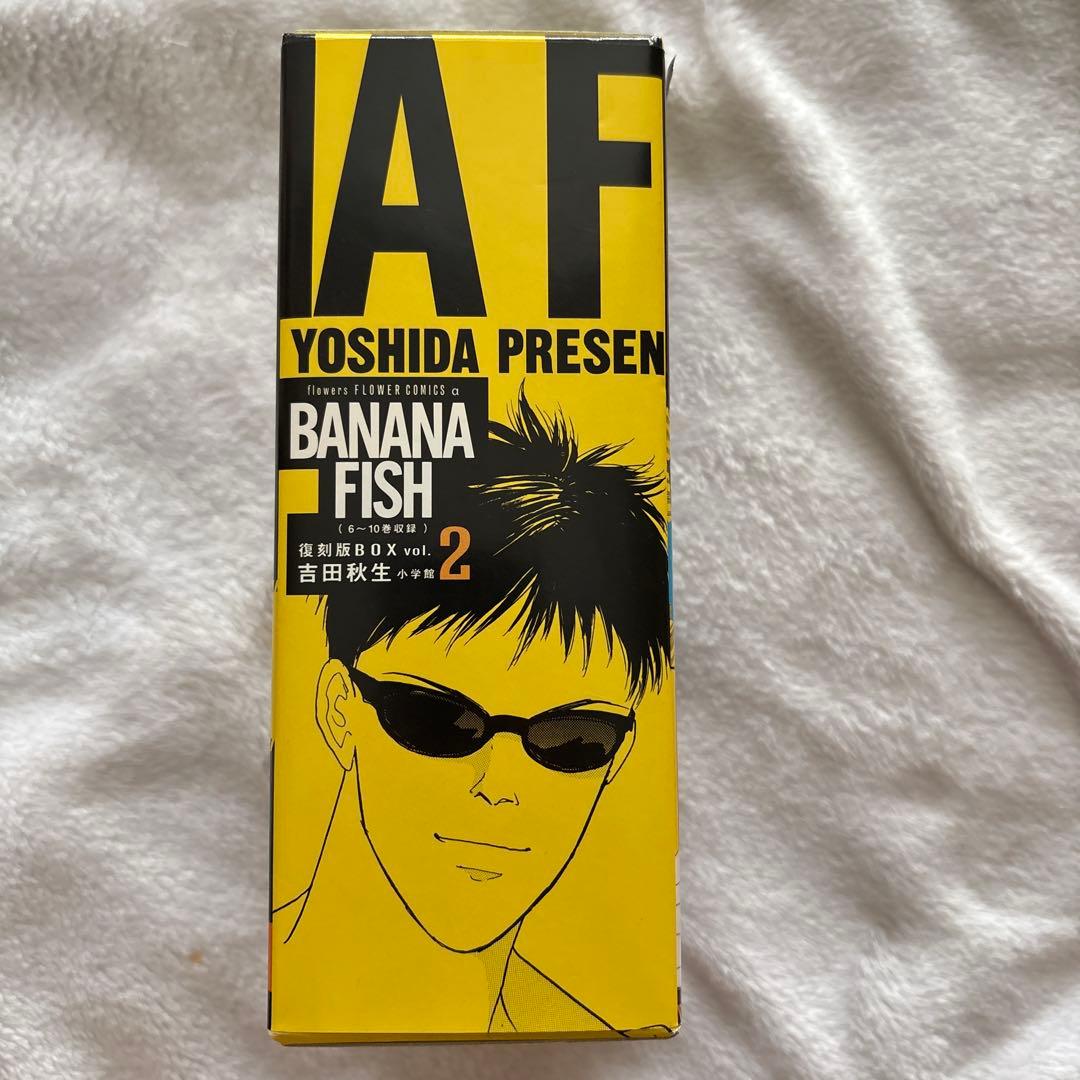 A F
YOSHIDA PRESEN
flowers FLOWER COMICS α
BANANA
FISH
（6〜10巻収録）
復刻版BOX vol.2
吉田秋生 小学館